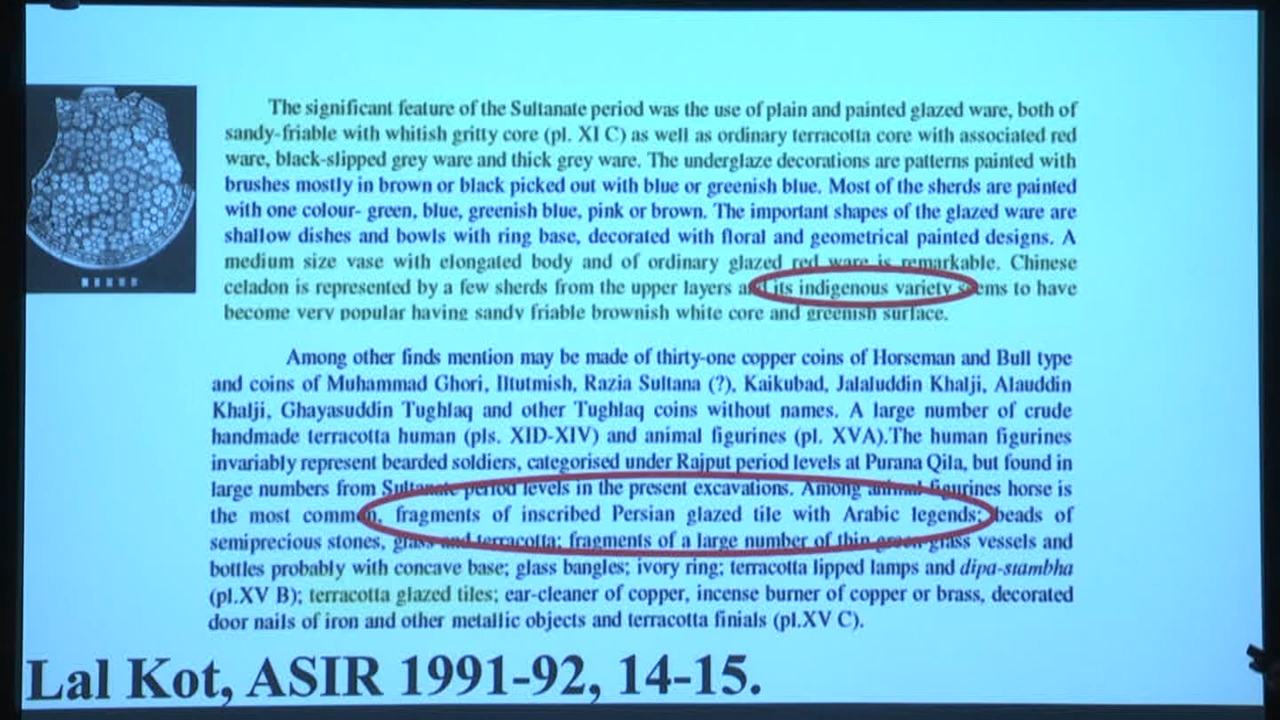 The significant feature of the Sultanate period was the use of plain and painted glazed ware, both of
sandy-friable with whitish gritty core (pl. XI C) as well as ordinary terracotta core with associated red
ware, black-slipped grey ware and thick grey ware. The underglaze decorations are patterns painted with
brushes mostly in brown or black picked out with blue or greenish blue. Most of the sherds are painted
with one colour- green, blue, greenish blue, pink or brown. The important shapes of the glazed ware are
shallow dishes and bowls with ring base, decorated with floral and geometrical painted designs. A
medium size vase with elongated body and of ordinary glazed red ware is remarkable. Chinese
celadon is represented by a few sherds from the upper layers and its indigenous variety seems to have
become very popular having sandy friable brownish white core and greenish surface.
Among other finds mention may be made of thirty-one copper coins of Horseman and Bull type
and coins of Muhammad Ghori, Iltutmish, Razia Sultana (?), Kaikubad, Jalaluddin Khalji, Alauddin
Khalji, Ghayasuddin Tughlaq and other Tughlaq coins without names. A large number of crude
handmade terracotta human (pls. XID-XIV) and animal figurines (pl. XVA).The human figurines
invariably represent bearded soldiers, categorised under Rajput period levels at Purana Qila, but found in
large numbers from Sultanate period levels in the present excavations. Among animal figurines horse is
the most common, fragments of inscribed Persian glazed tile with Arabic legends; beads of
semiprecious stones, glass and terracotta; fragments of a large number of thin green glass vessels and
bottles probably with concave base; glass bangles; ivory ring; terracotta lipped lamps and dipa-stambha
(pl.XV B); terracotta glazed tiles; ear-cleaner of copper, incense burner of copper or brass, decorated
door nails of iron and other metallic objects and terracotta finials (pl.XV C).
Lal Kot, ASIR 1991-92, 14-15.